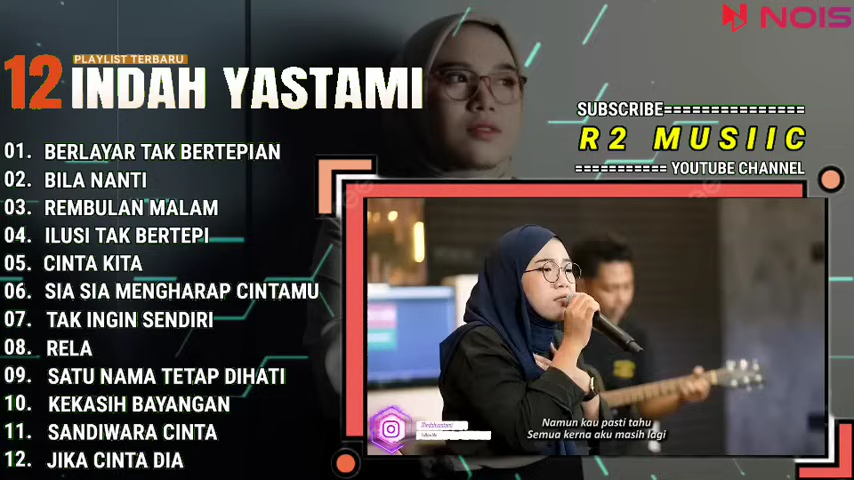 NOIS
PLAYLIST TERBARU
12 INDAH YASTAMI
SUBSCRIBE================
R2 MUSIIC
=========== YOUTUBE CHANNEL
01. BERLAYAR TAK BERTEPIAN
02. BILA NANTI
03. REMBULAN MALAM
04. ILUSI TAK BERTEPI
05. CINTA KITA
06. SIA SIA MENGHARAP CINTAMU
07. TAK INGIN SENDIRI
08. RELA
09. SATU NAMA TETAP DIHATI
10. KEKASIH BAYANGAN
11. SANDIWARA CINTA
12. JIKA CINTA DIA
Namun kau pasti tahu
Semua kerna aku masih lagi